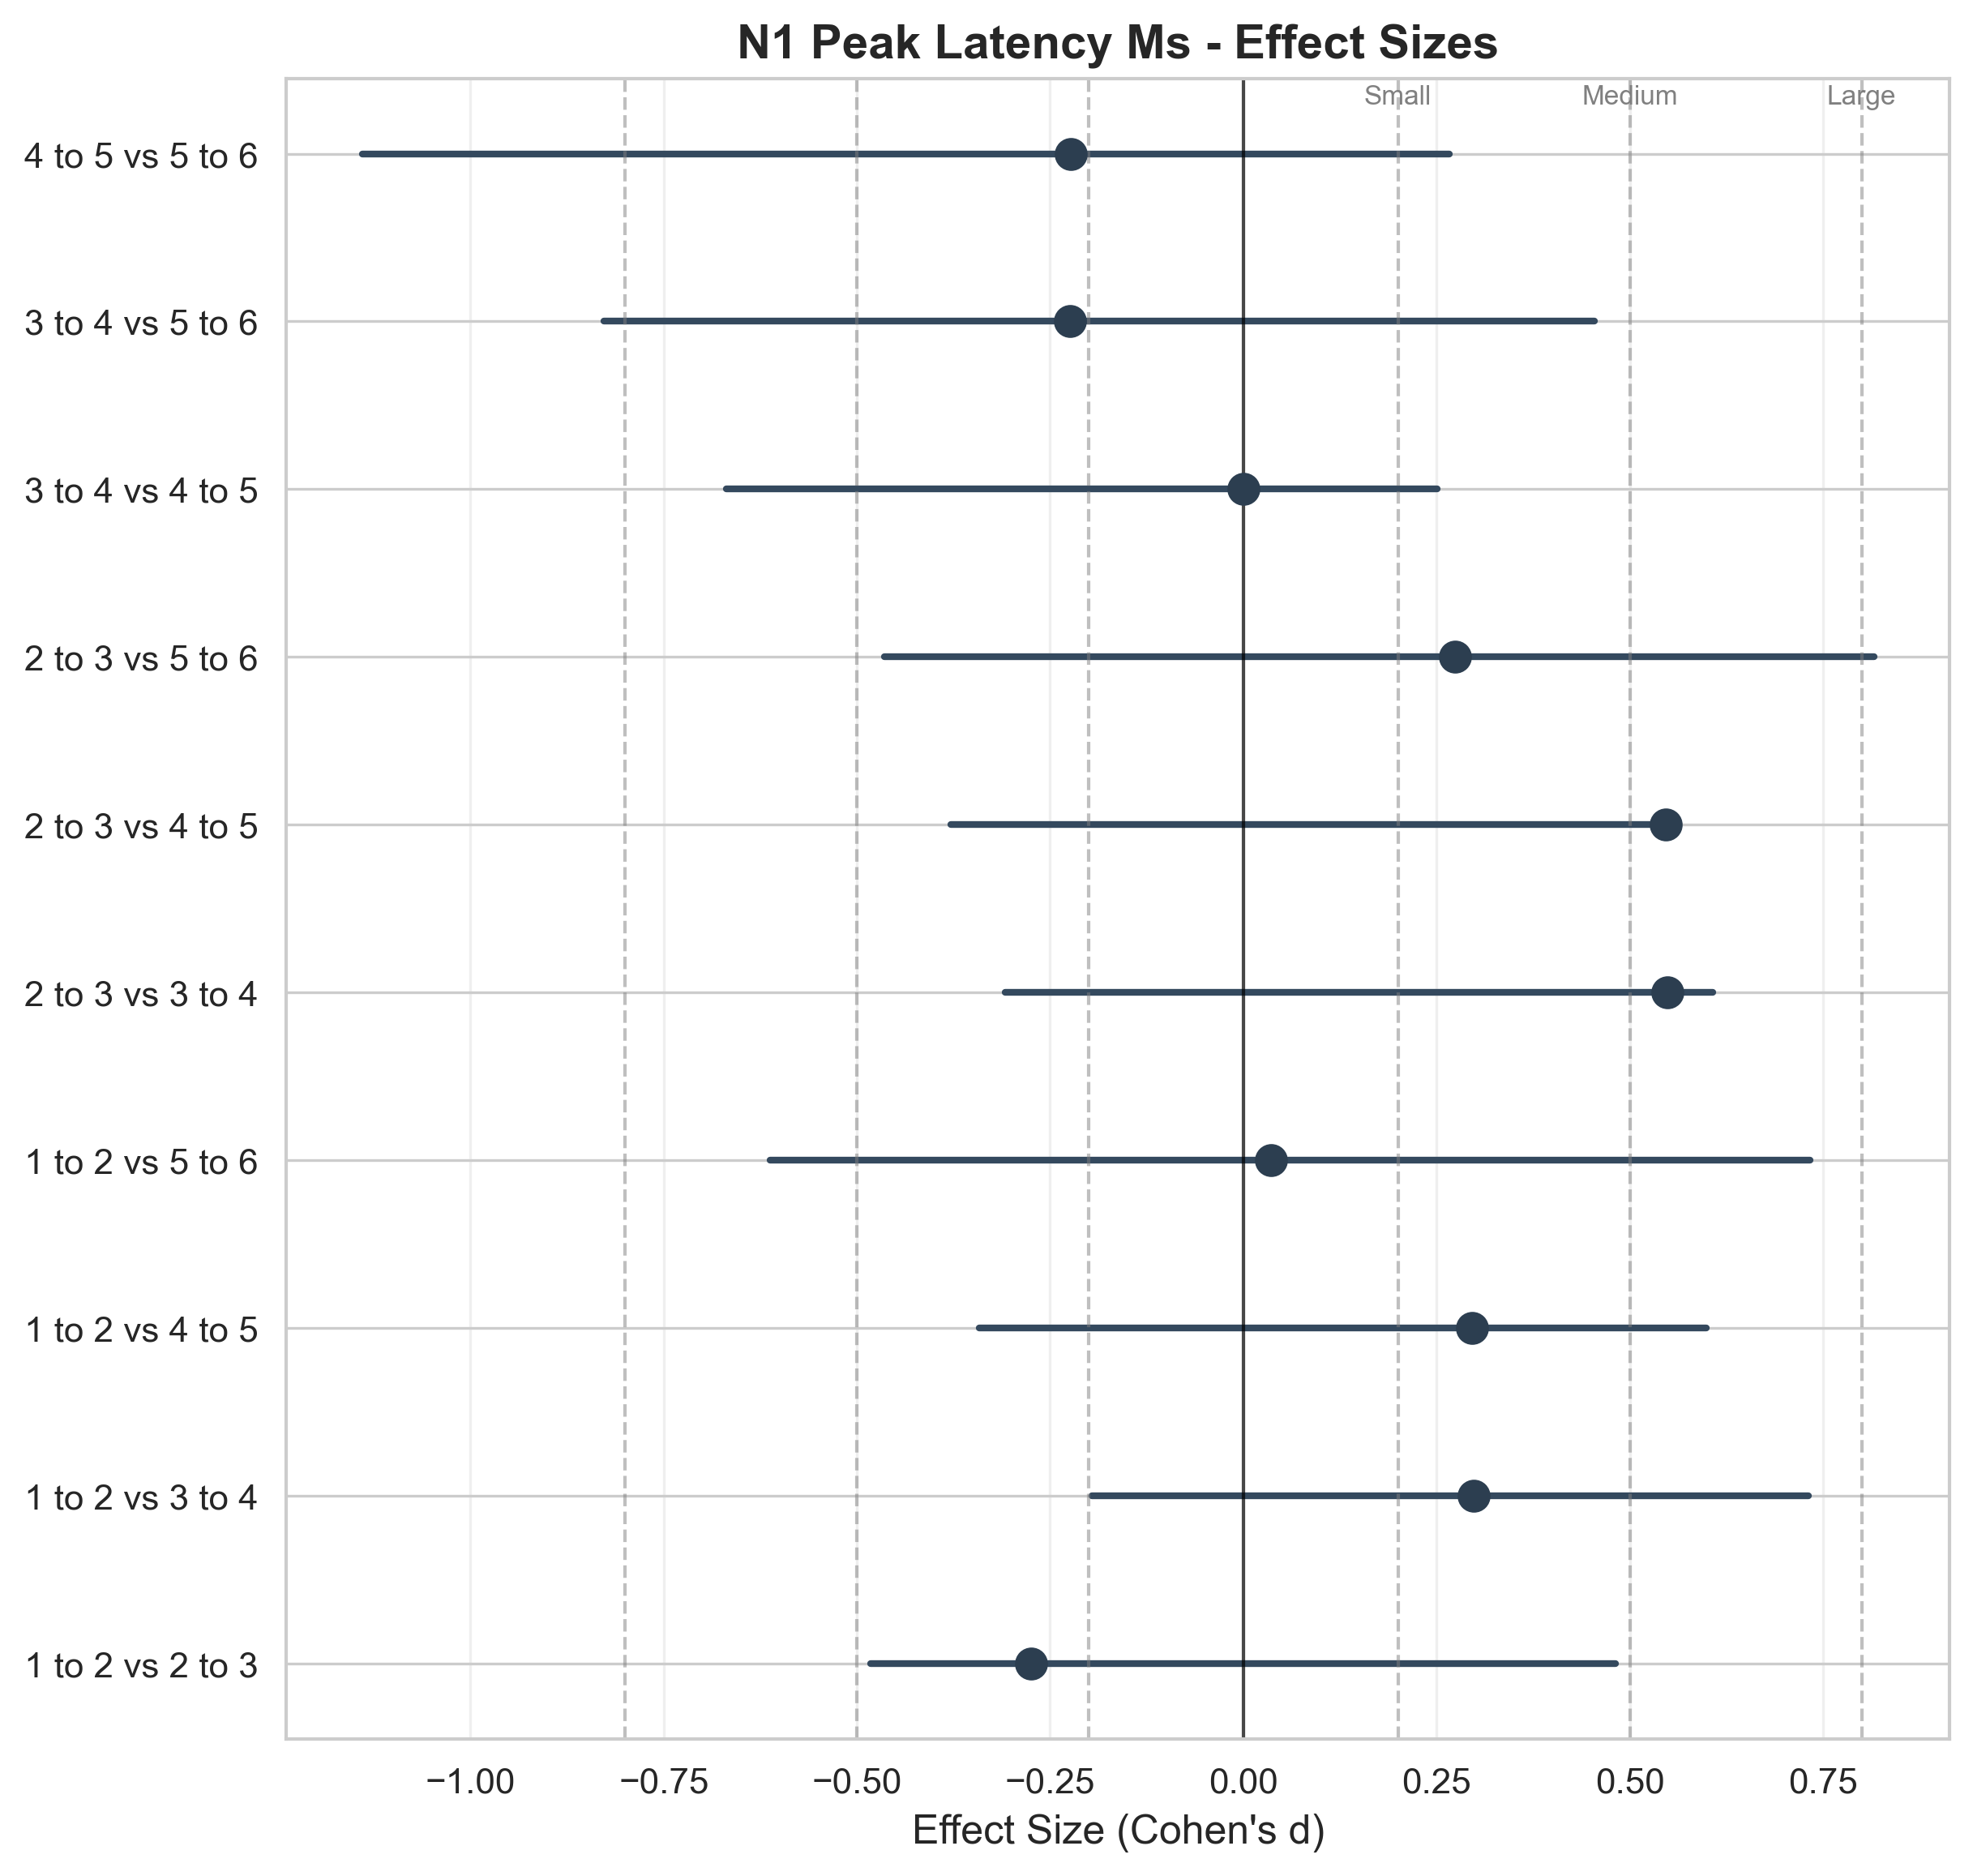 N1 Peak Latency Ms - Effect Sizes
Small Medium Large
4 to 5 vs 5 to 6
3 to 4 vs 5 to 6
3 to 4 vs 4 to 5
2 to 3 vs 5 to 6
2 to 3 vs 4 to 5
2 to 3 vs 3 to 4
1 to 2 vs 5 to 6
1 to 2 vs 4 to 5
1 to 2 vs 3 to 4
1 to 2 vs 2 to 3
−1.00 −0.75 −0.50 −0.25 0.00 0.25 0.50 0.75
Effect Size (Cohen's d)